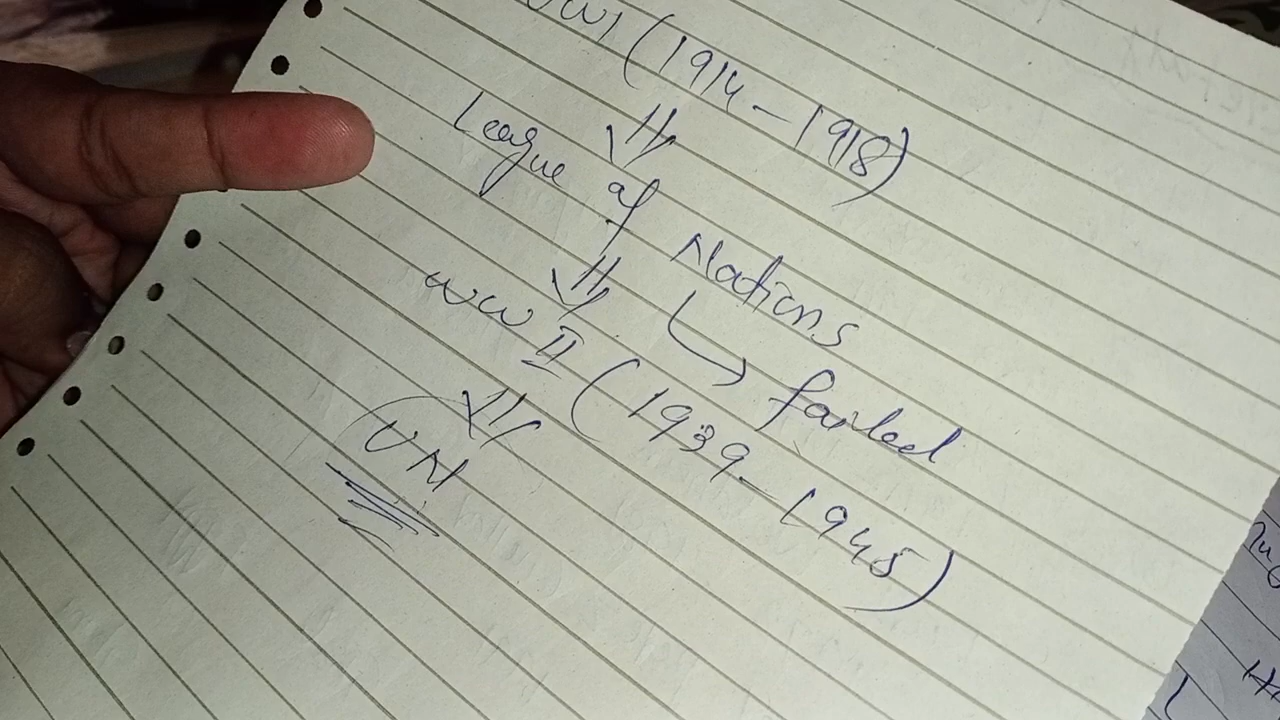 WW1 (1914-1918)
League of Nations
failed
WW II (1939-1945)
UN